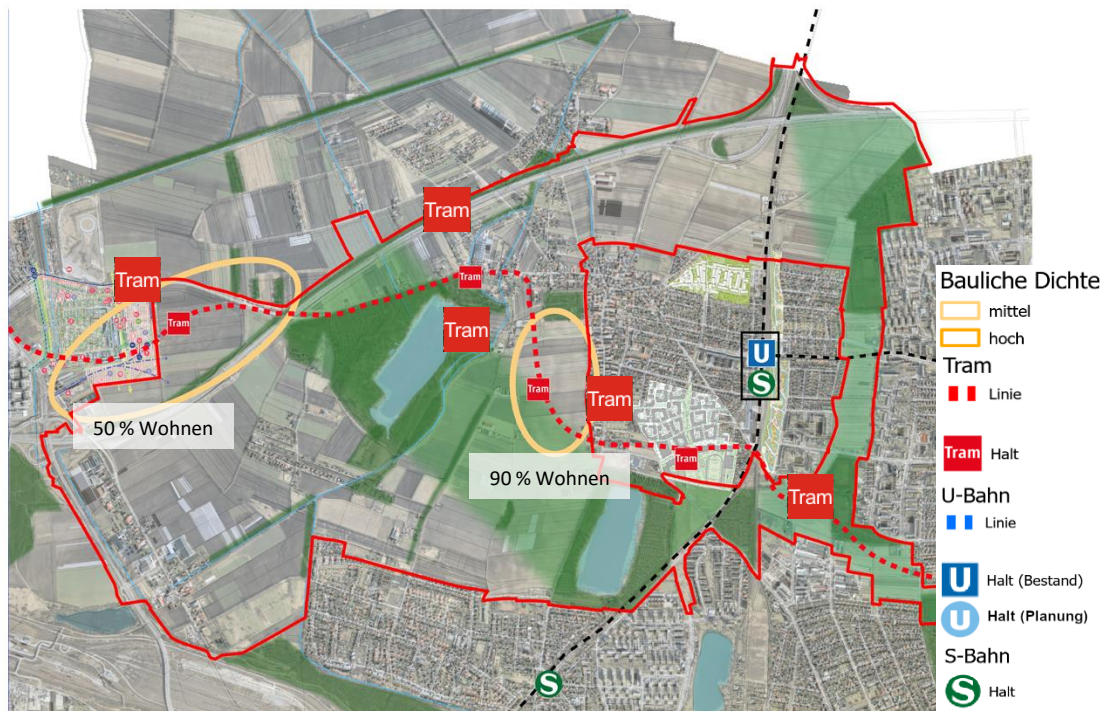 Tram
Tram
Tram
Tram
Tram
Tram
Tram
Tram
Tram
Tram
U
S
50 % Wohnen
90 % Wohnen
S
Bauliche Dichte
mittel
hoch
Tram
Linie
Tram
Halt
U-Bahn
Linie
U
Halt (Bestand)
U
Halt (Planung)
S-Bahn
S
Halt